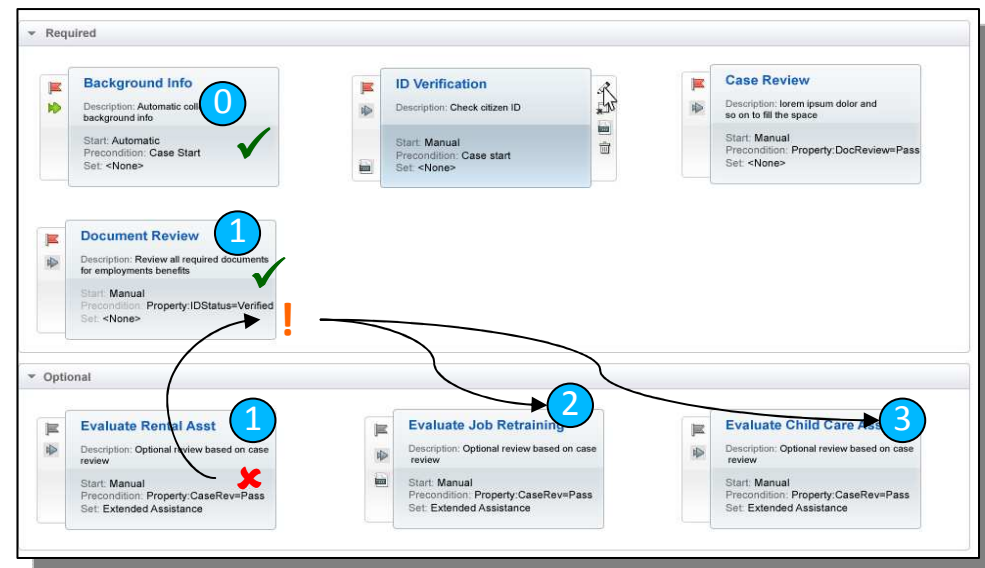 Required
Background Info
0
Description: Automatic
background info
Start: Automatic
Precondition: Case Start
Set: <None>
ID Verification
Description: Check citizen ID
Start: Manual
Precondition: Case start
Set: <None>
Case Review
Description: lorem ipsum dolor and
so on to fill the space
Start: Manual
Precondition: Property:DocReview=Pass
Set: <None>
Document Review
1
Description: Review all required documents
for employments benefits
Start: Manual
Precondition: Property:IDStatus=Verified
Set: <None>
!
Optional
Evaluate Rental Asst
1
Description: Optional review based on case
review
Start: Manual
Precondition: Property:CaseRev=Pass
Set: Extended Assistance
Evaluate Job Retraining
2
Description: Optional review based on case
review
Start: Manual
Precondition: Property:CaseRev=Pass
Set: Extended Assistance
Evaluate Child Care
3
Description: Optional review based on case
review
Start: Manual
Precondition: Property:CaseRev=Pass
Set: Extended Assistance